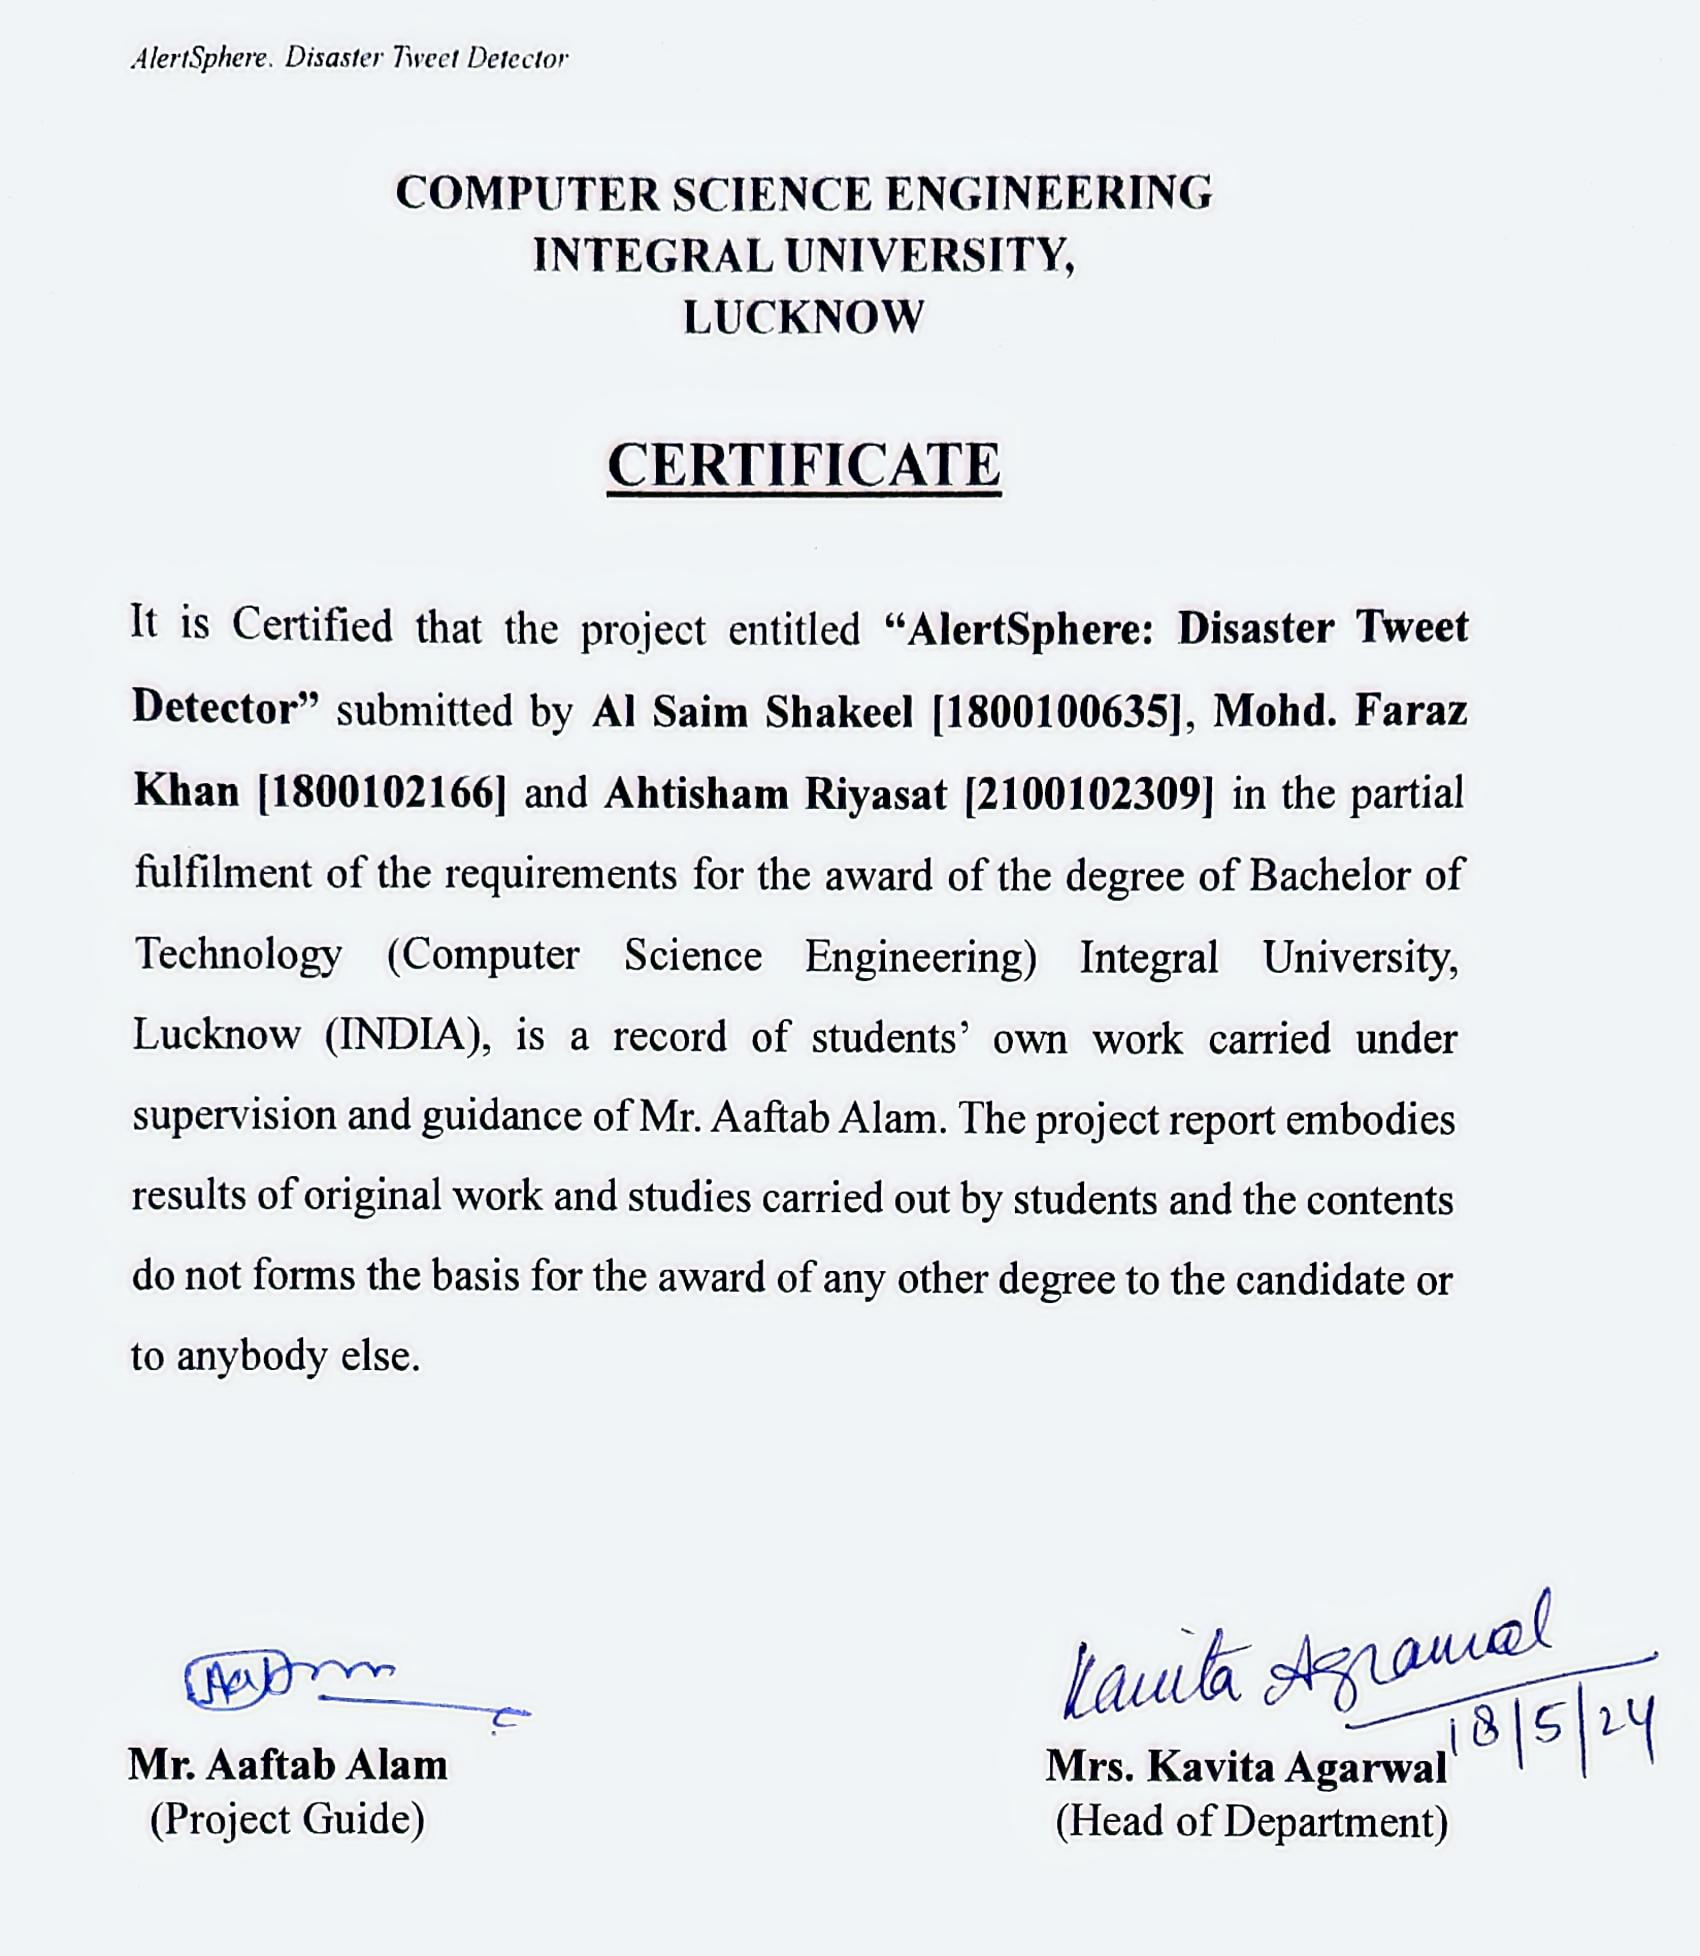 AlertSphere. Disaster Tweet Detector
COMPUTER SCIENCE ENGINEERING
INTEGRAL UNIVERSITY,
LUCKNOW
CERTIFICATE
It is Certified that the project entitled “AlertSphere: Disaster Tweet
Detector” submitted by Al Saim Shakeel [1800100635], Mohd. Faraz
Khan [1800102166] and Ahtisham Riyasat [2100102309] in the partial
fulfilment of the requirements for the award of the degree of Bachelor of
Technology (Computer Science Engineering) Integral University,
Lucknow (INDIA), is a record of students’ own work carried under
supervision and guidance of Mr. Aaftab Alam. The project report embodies
results of original work and studies carried out by students and the contents
do not forms the basis for the award of any other degree to the candidate or
to anybody else.
Kavita Agrawal
18/5/24
Mr. Aaftab Alam
(Project Guide)
Mrs. Kavita Agarwal
(Head of Department)